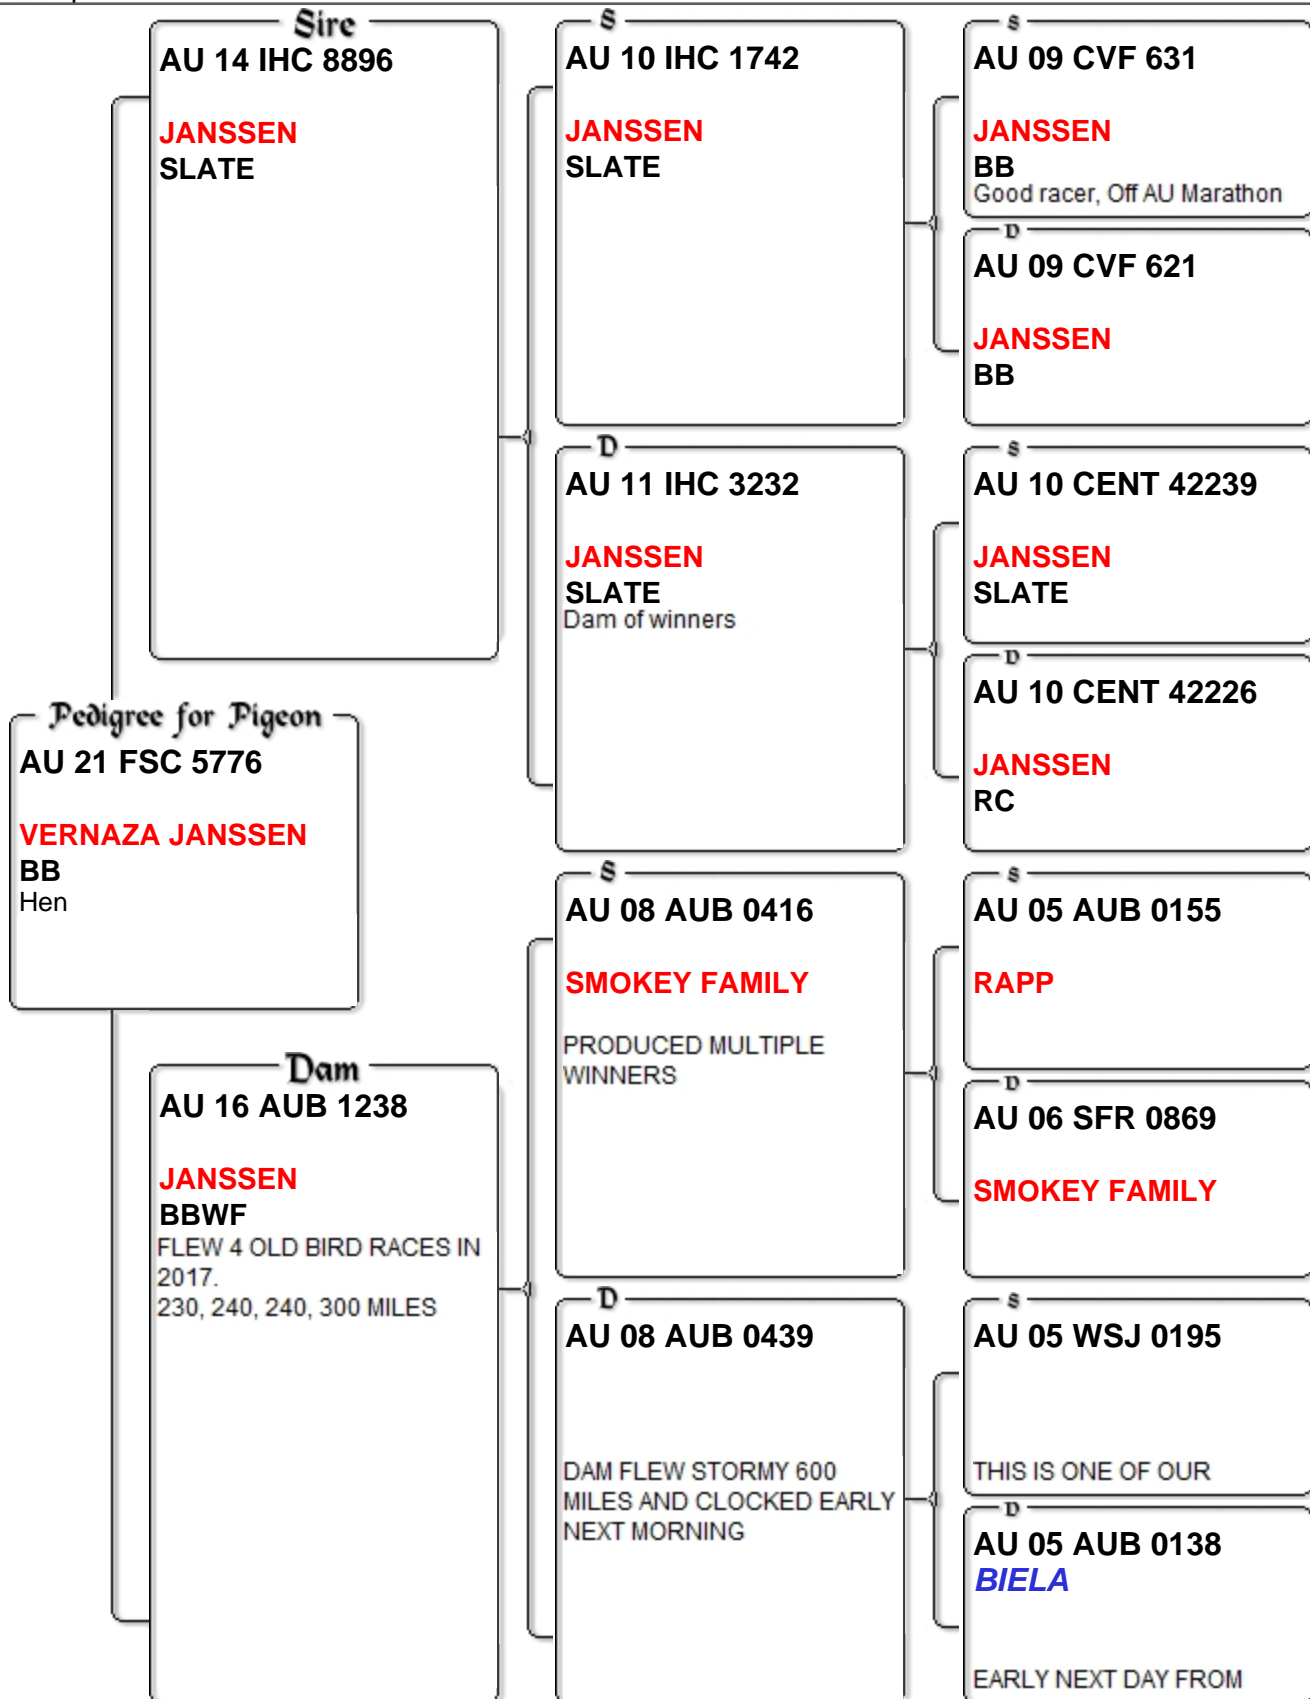 Sire
AU 14 IHC 8896
JANSSEN
SLATE
S
AU 10 IHC 1742
JANSSEN
SLATE
S
AU 09 CVF 631
JANSSEN
BB
Good racer, Off AU Marathon
D
AU 09 CVF 621
JANSSEN
BB
D
AU 11 IHC 3232
JANSSEN
SLATE
Dam of winners
S
AU 10 CENT 42239
JANSSEN
SLATE
D
AU 10 CENT 42226
JANSSEN
RC
Pedigree for Pigeon
AU 21 FSC 5776
VERNAZA JANSSEN
BB
Hen
Dam
AU 16 AUB 1238
JANSSEN
BBWF
FLEW 4 OLD BIRD RACES IN
2017.
230, 240, 240, 300 MILES
S
AU 08 AUB 0416
SMOKEY FAMILY
PRODUCED MULTIPLE
WINNERS
S
AU 05 AUB 0155
RAPP
D
AU 06 SFR 0869
SMOKEY FAMILY
D
AU 08 AUB 0439
DAM FLEW STORMY 600
MILES AND CLOCKED EARLY
NEXT MORNING
S
AU 05 WSJ 0195
THIS IS ONE OF OUR
D
AU 05 AUB 0138
BIELA
EARLY NEXT DAY FROM